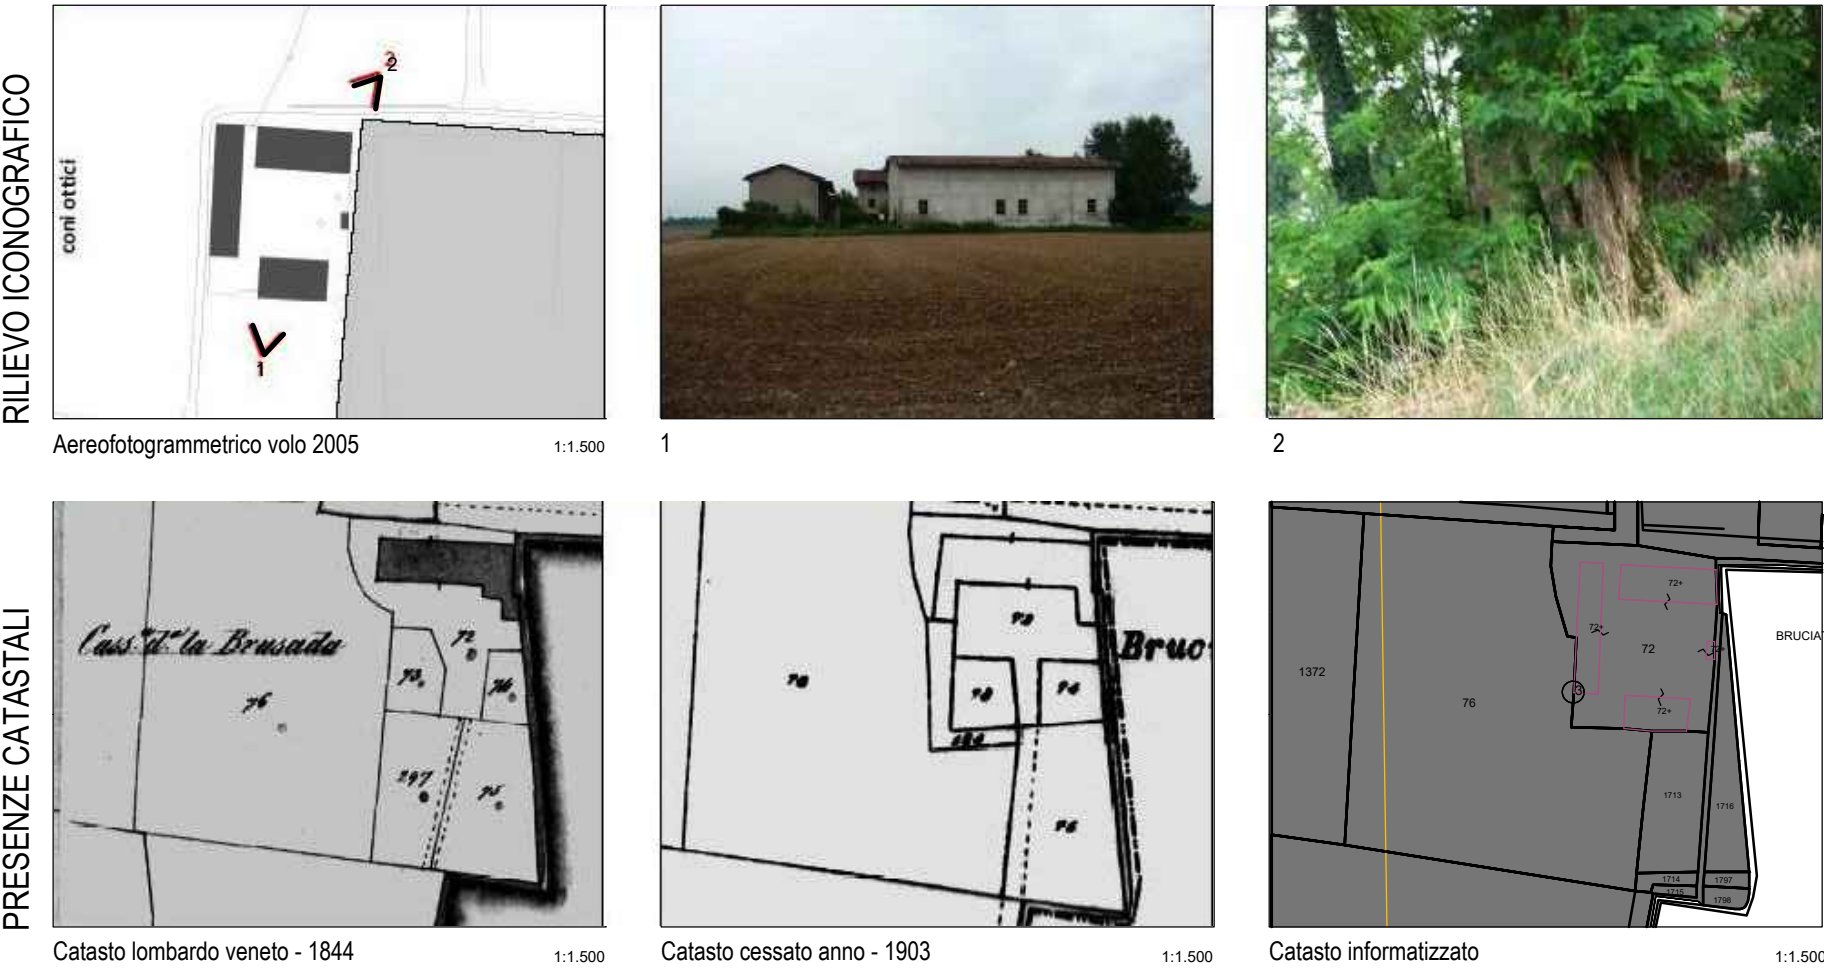 RILIEVO ICONOGRAFICO
coni ottici
2
1
Aereofotogrammetrico volo 2005 1:1.500
1
2
PRESENZE CATASTALI
Cass.na d.a la Brusada
72
73
74
76
297
75
Catasto lombardo veneto - 1844 1:1.500
Catasto cessato anno - 1903 1:1.500
72+
72+
72
72+
BRUCIA
1372
76
3
72+
1713
1716
1714
1797
1715
1798
Catasto informatizzato 1:1.500